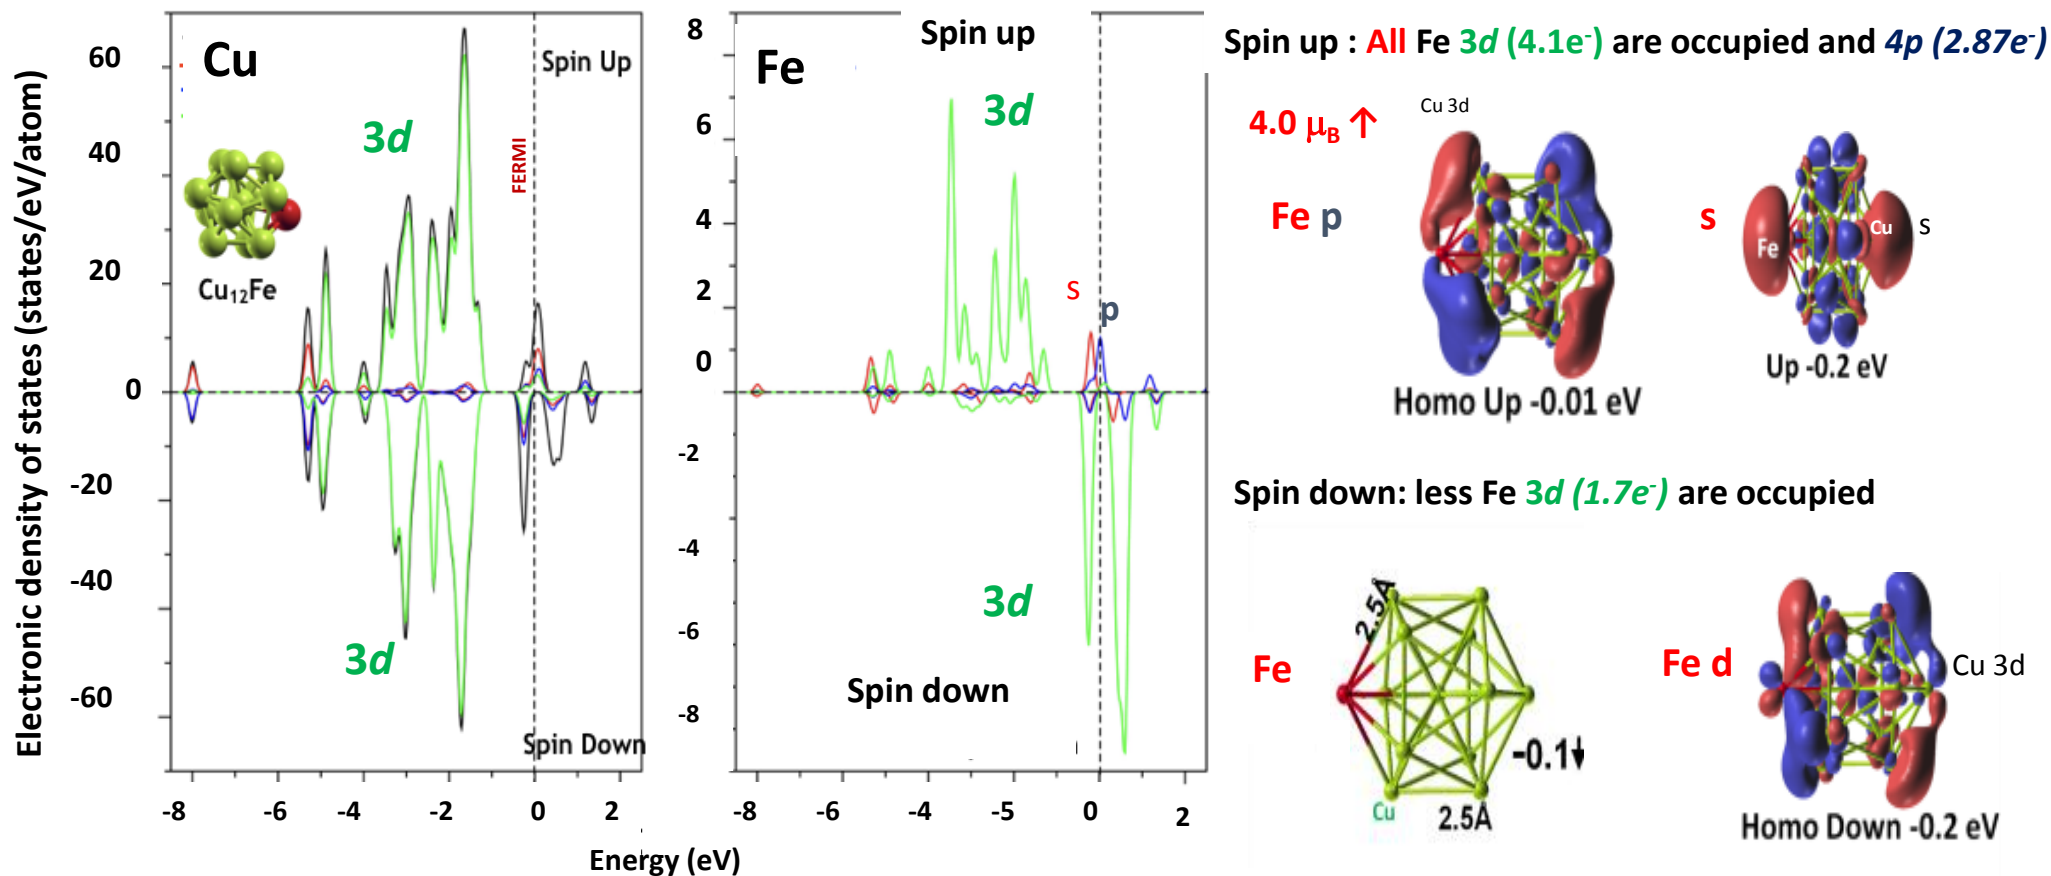 Electronic density of states (states/eV/atom)
60
40
20
0
-20
-40
-60
Cu
Spin Up
3d
FERMI
Cu12Fe
3d
Spin Down
-8
-6
-4
-2
0
2
Energy (eV)
8
6
4
2
0
-2
-4
-6
-8
Fe
Spin up
3d
s
p
3d
Spin down
-8
-6
-3
-5
0
2
Spin up : All Fe 3d (4.1e-) are occupied and 4p (2.87e-)
4.0 μB ↑
Cu 3d
Fe p
Homo Up -0.01 eV
s
Fe
Cu
s
Up -0.2 eV
Spin down: less Fe 3d (1.7e-) are occupied
2.5Å
Fe
-0.1↓
Cu
2.5Å
Fe d
Cu 3d
Homo Down -0.2 eV